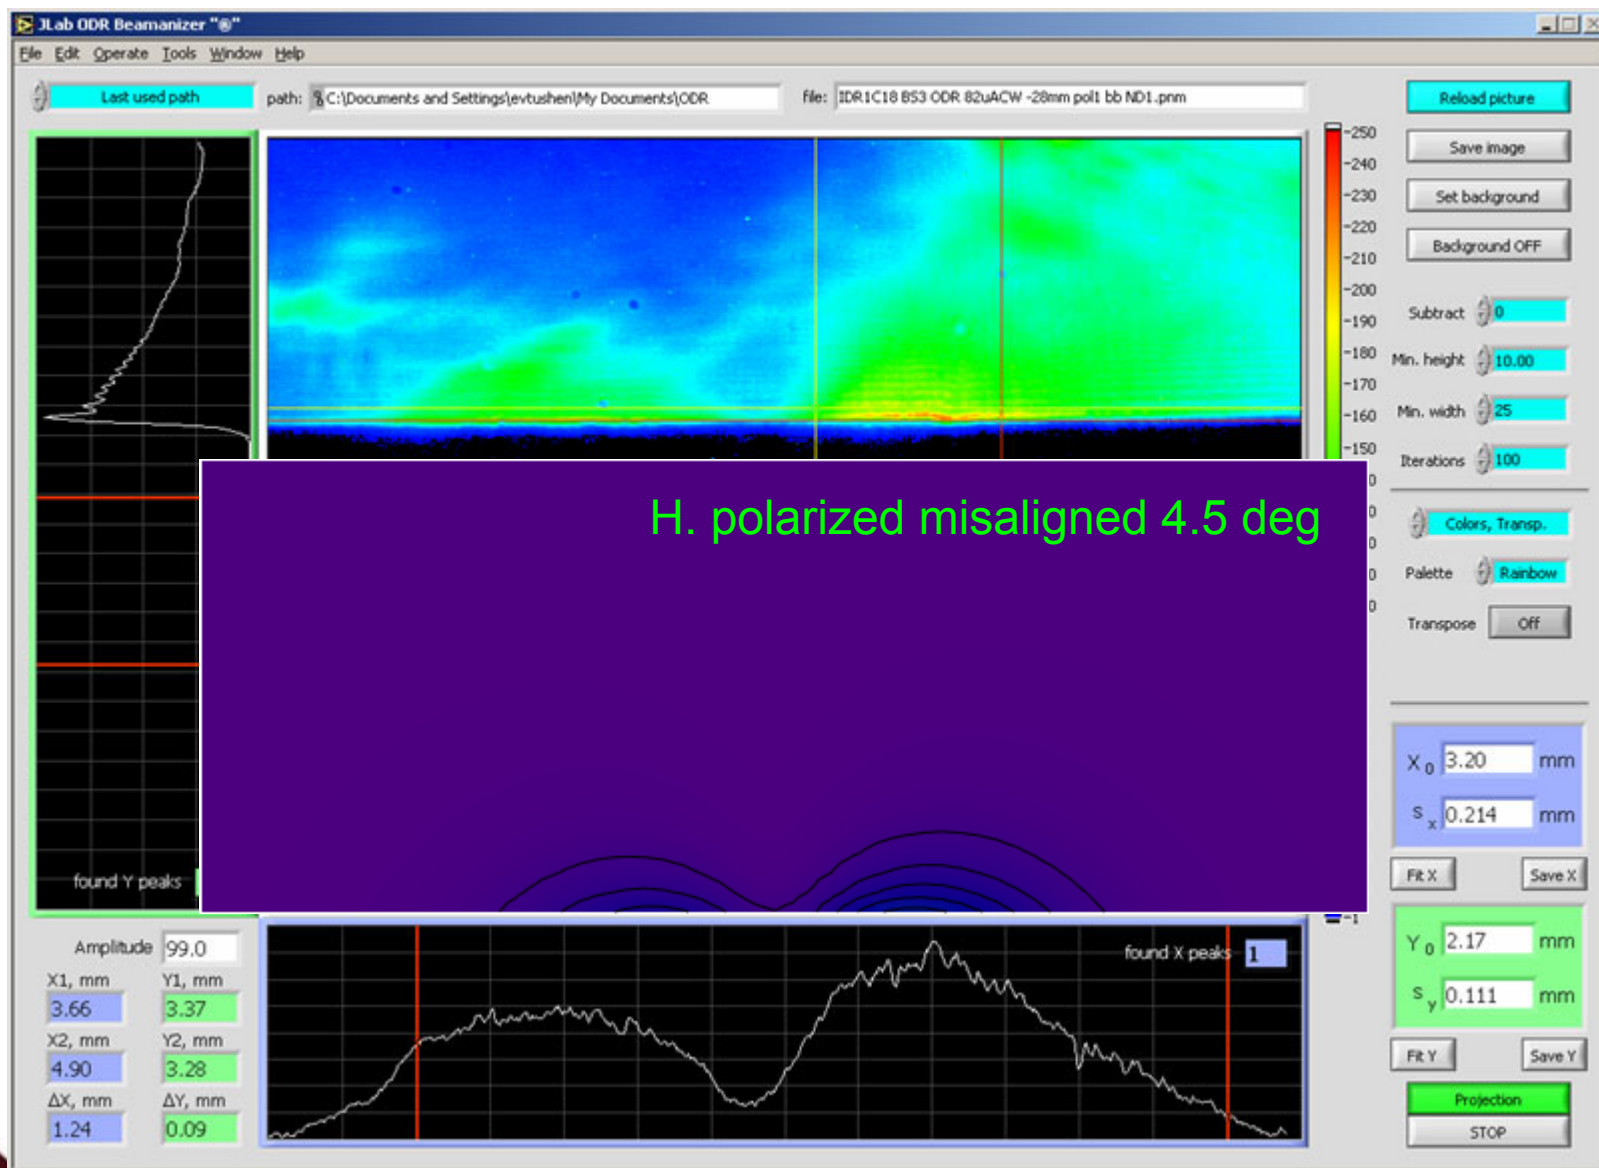 JLab ODR Beamanizer "®"
File Edit Operate Tools Window Help
Last used path path: C:\Documents and Settings\evtushen\My Documents\ODR file: IDR1C18 BS3 ODR 82uACW -28mm pol1 bb ND1.pnm
Reload picture
Save image
Set background
Background OFF
Subtract 0
Min. height 10.00
Min. width 25
Iterations 100
Colors, Transp.
Palette Rainbow
Transpose Off
-250
-240
-230
-220
-210
-200
-190
-180
-170
-160
-150
0
0
0
0
0
-1
H. polarized misaligned 4.5 deg
found Y peaks
X0 3.20 mm
Sx 0.214 mm
Fit X Save X
Y0 2.17 mm
Sy 0.111 mm
Fit Y Save Y
Projection
STOP
Amplitude 99.0
X1, mm Y1, mm
3.66 3.37
X2, mm Y2, mm
4.90 3.28
ΔX, mm ΔY, mm
1.24 0.09
found X peaks 1